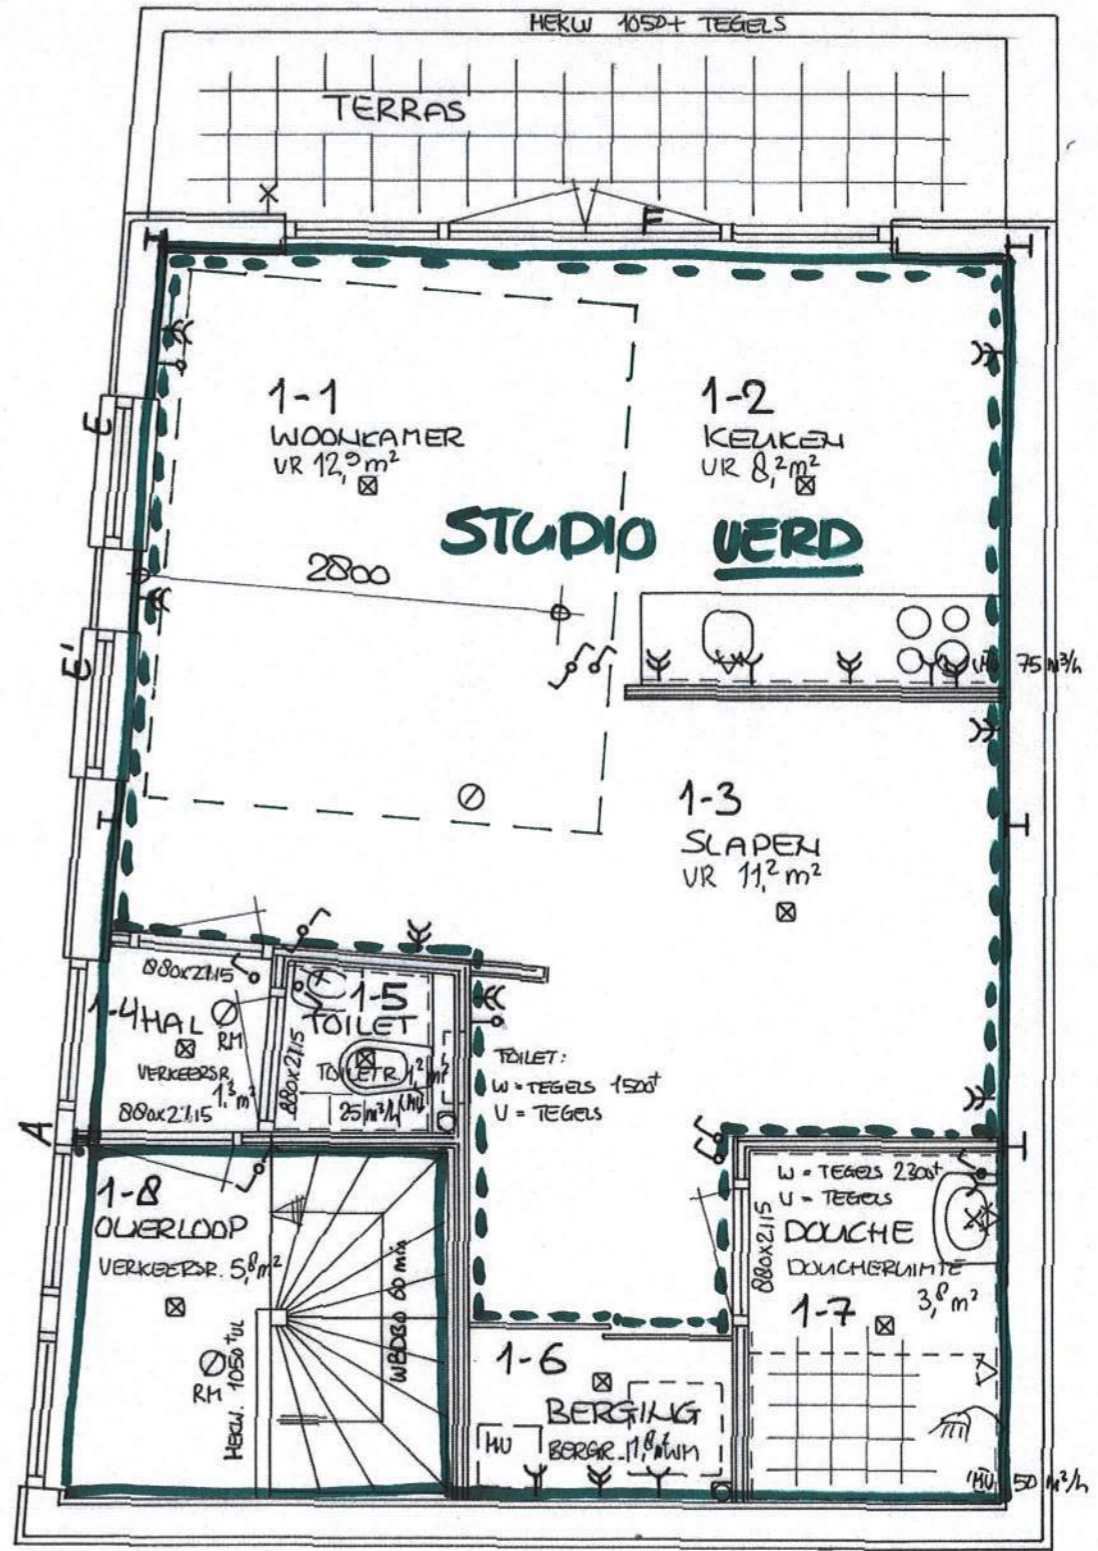 HEKW 1050+ TEGELS
TERRAS
F
1-1
WOONKAMER
VR 12,9 m²
1-2
KEUKEN
VR 8,2 m²
STUDIO VERD
E
2800
E'
75 m³/h
1-3
SLAPEN
VR 11,2 m²
880x2115
1-4 HAL
RM
VERKEERSR.
1,3 m²
880x2115
1-5
TOILET
880x2115
TOILETR. 1,2 m²
25 m³/h (MV)
TOILET:
W = TEGELS 1500+
V = TEGELS
A
1-8
OVERLOOP
VERKEERSR. 5,8 m²
RM
HEKW. 1050+VL
WBDBO 60 min
W = TEGELS 2300+
V = TEGELS
880x2115
DOUCHE
DOUCHERUIMTE
3,8 m²
1-7
1-6
BERGING
BERGR. 1,8 m²
WM
MV
(MV) 50 m³/h